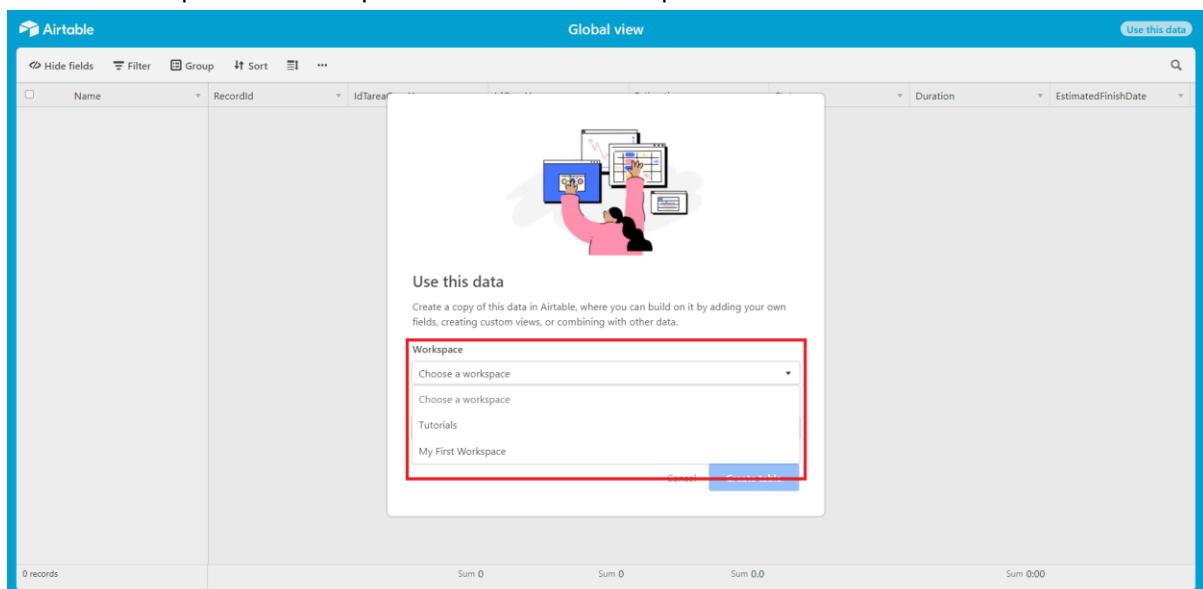 Airtable
Global view
Use this data
Hide fields
Filter
Group
Sort
Name
RecordId
Duration
EstimatedFinishDate
Use this data
Create a copy of this data in Airtable, where you can build on it by adding your own
fields, creating custom views, or combining with other data.
Workspace
Choose a workspace
Choose a workspace
Tutorials
My First Workspace
Cancel
0 records
Sum 0
Sum 0
Sum 0.0
Sum 0:00